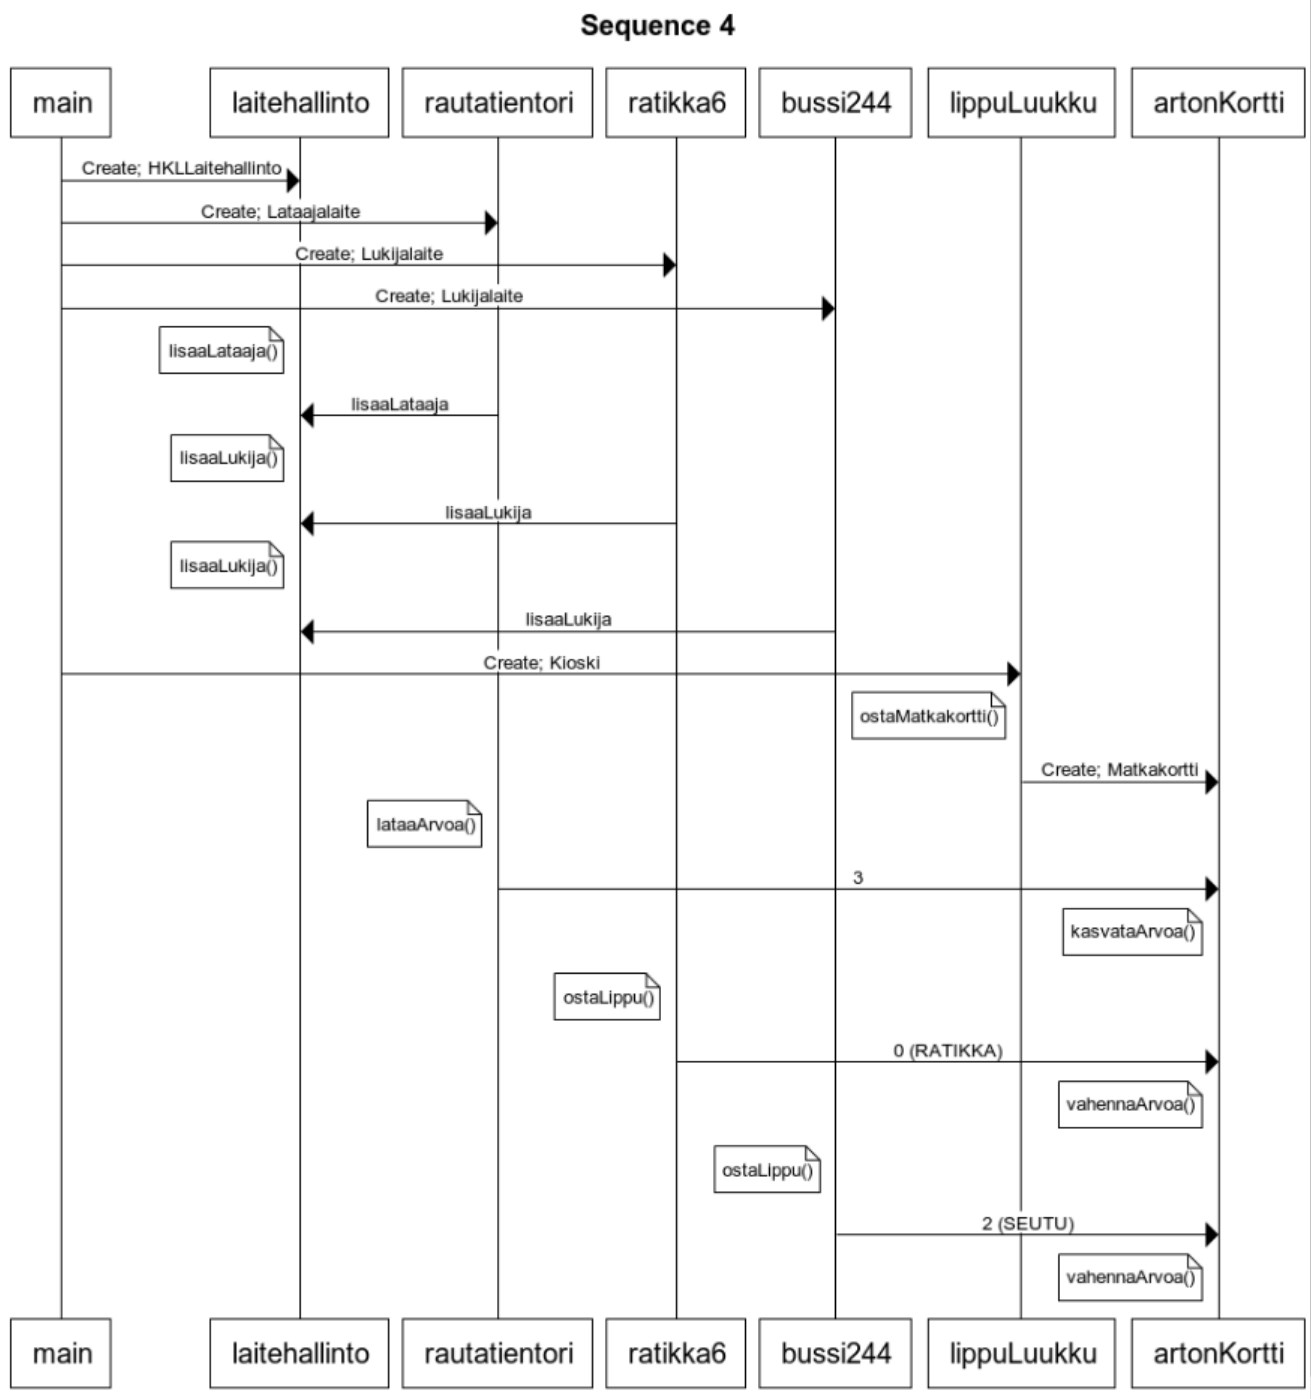 Sequence 4
main
laitehallinto
rautatientori
ratikka6
bussi244
lippuLuukku
artonKortti
Create; HKLLaitehallinto
Create; Lataajalaite
Create; Lukijalaite
Create; Lukijalaite
lisaaLataaja()
lisaaLataaja
lisaaLukija()
lisaaLukija
lisaaLukija()
lisaaLukija
Create; Kioski
ostaMatkakortti()
Create; Matkakortti
lataaArvoa()
3
kasvataArvoa()
ostaLippu()
0 (RATIKKA)
vahennaArvoa()
ostaLippu()
2 (SEUTU)
vahennaArvoa()
main
laitehallinto
rautatientori
ratikka6
bussi244
lippuLuukku
artonKortti